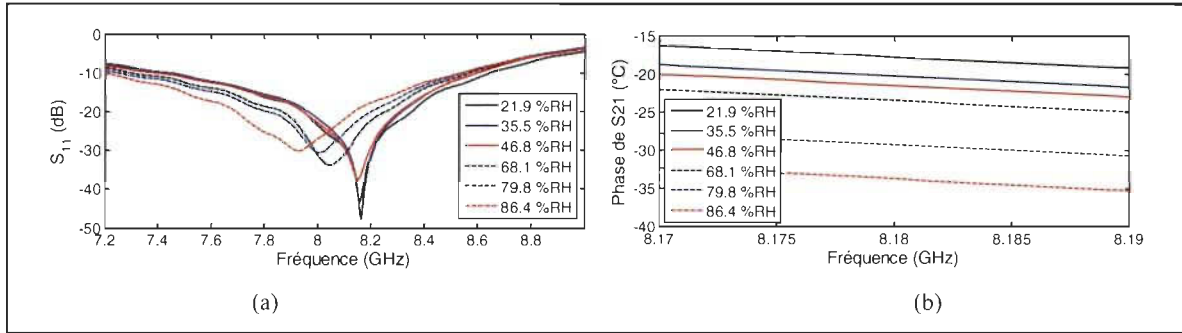 0
-10
-20
-30
-40
-50
S11 (dB)
7.2 7.4 7.6 7.8 8 8.2 8.4 8.6 8.8
Fréquence (GHz)
21.9 %RH
35.5 %RH
46.8 %RH
68.1 %RH
79.8 %RH
86.4 %RH
(a)
-15
-20
-25
-30
-35
-40
Phase de S21 (°C)
8.17 8.175 8.18 8.185 8.19
Fréquence (GHz)
21.9 %RH
35.5 %RH
46.8 %RH
68.1 %RH
79.8 %RH
86.4 %RH
(b)